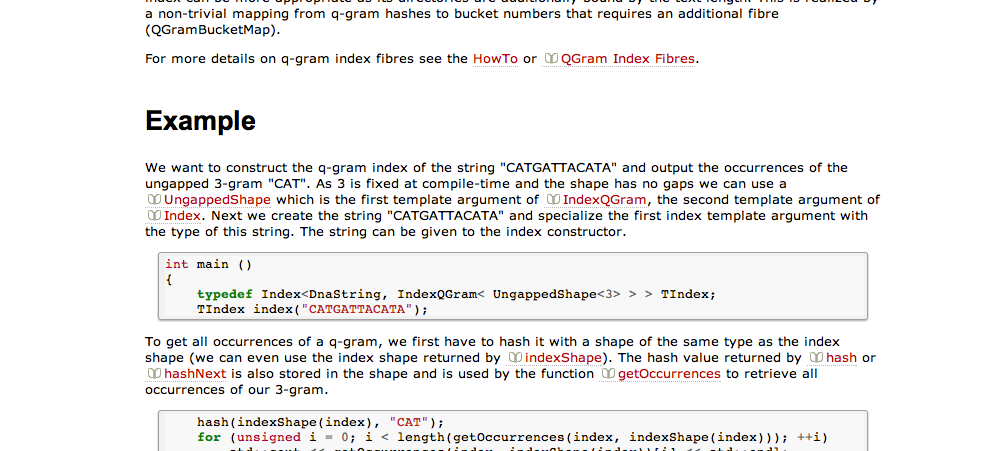 a non-trivial mapping from q-gram hashes to bucket numbers that requires an additional fibre
(QGramBucketMap).
For more details on q-gram index fibres see the HowTo or QGram Index Fibres.
Example
We want to construct the q-gram index of the string "CATGATTACATA" and output the occurrences of the
ungapped 3-gram "CAT". As 3 is fixed at compile-time and the shape has no gaps we can use a
UngappedShape which is the first template argument of IndexQGram, the second template argument of
Index. Next we create the string "CATGATTACATA" and specialize the first index template argument with
the type of this string. The string can be given to the index constructor.
int main ()
{
    typedef Index<DnaString, IndexQGram< UngappedShape<3> > > TIndex;
    TIndex index("CATGATTACATA");
To get all occurrences of a q-gram, we first have to hash it with a shape of the same type as the index
shape (we can even use the index shape returned by indexShape). The hash value returned by hash or
hashNext is also stored in the shape and is used by the function getOccurrences to retrieve all
occurrences of our 3-gram.
    hash(indexShape(index), "CAT");
    for (unsigned i = 0; i < length(getOccurrences(index, indexShape(index))); ++i)